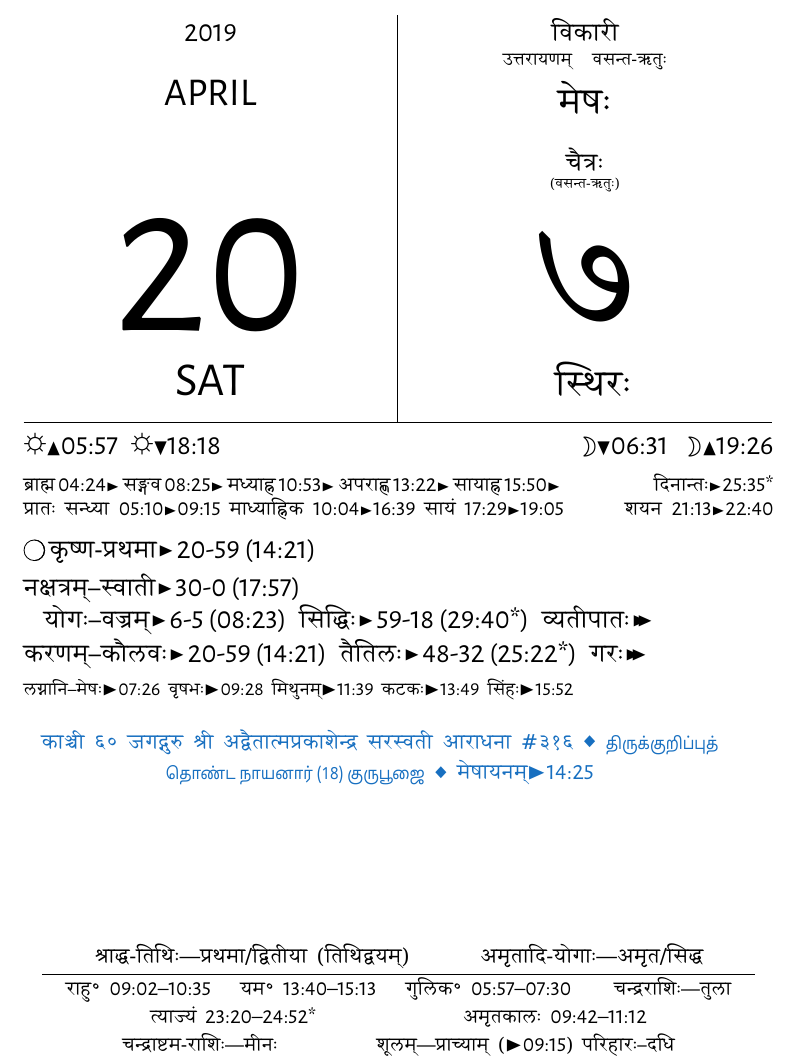 2019
APRIL
20
SAT
विकारी
उत्तरायणम् वसन्त-ऋतुः
मेषः
चैत्रः
(वसन्त-ऋतुः)
७
स्थिरः
☼▲05:57 ☼▼18:18 ☽▼06:31 ☽▲19:26
ब्राह्म 04:24► सङ्गव 08:25► मध्याह्न 10:53► अपराह्ण 13:22► सायाह्न 15:50► दिनान्तः►25:35*
प्रातः सन्ध्या 05:10►09:15 माध्याह्निक 10:04►16:39 सायं 17:29►19:05 शयन 21:13►22:40
◯कृष्ण-प्रथमा►20-59 (14:21)
नक्षत्रम्–स्वाती►30-0 (17:57)
योगः–वज्रम्►6-5 (08:23) सिद्धिः►59-18 (29:40*) व्यतीपातः►►
करणम्–कौलवः►20-59 (14:21) तैतिलः►48-32 (25:22*) गरः►►
लग्नानि–मेषः►07:26 वृषभः►09:28 मिथुनम्►11:39 कटकः►13:49 सिंहः►15:52
काञ्ची ६० जगद्गुरु श्री अद्वैतात्मप्रकाशेन्द्र सरस्वती आराधना #३१६ ◆ திருக்குறிப்புத்
தொண்ட நாயனார் (18) குருபூஜை ◆ मेषायनम्►14:25
श्राद्ध-तिथिः—प्रथमा/द्वितीया (तिथिद्वयम्) अमृतादि-योगाः—अमृत/सिद्ध
राहु॰ 09:02–10:35 यम॰ 13:40–15:13 गुलिक॰ 05:57–07:30 चन्द्रराशिः—तुला
त्याज्यं 23:20–24:52* अमृतकालः 09:42–11:12
चन्द्राष्टम-राशिः—मीनः शूलम्—प्राच्याम् (►09:15) परिहारः–दधि